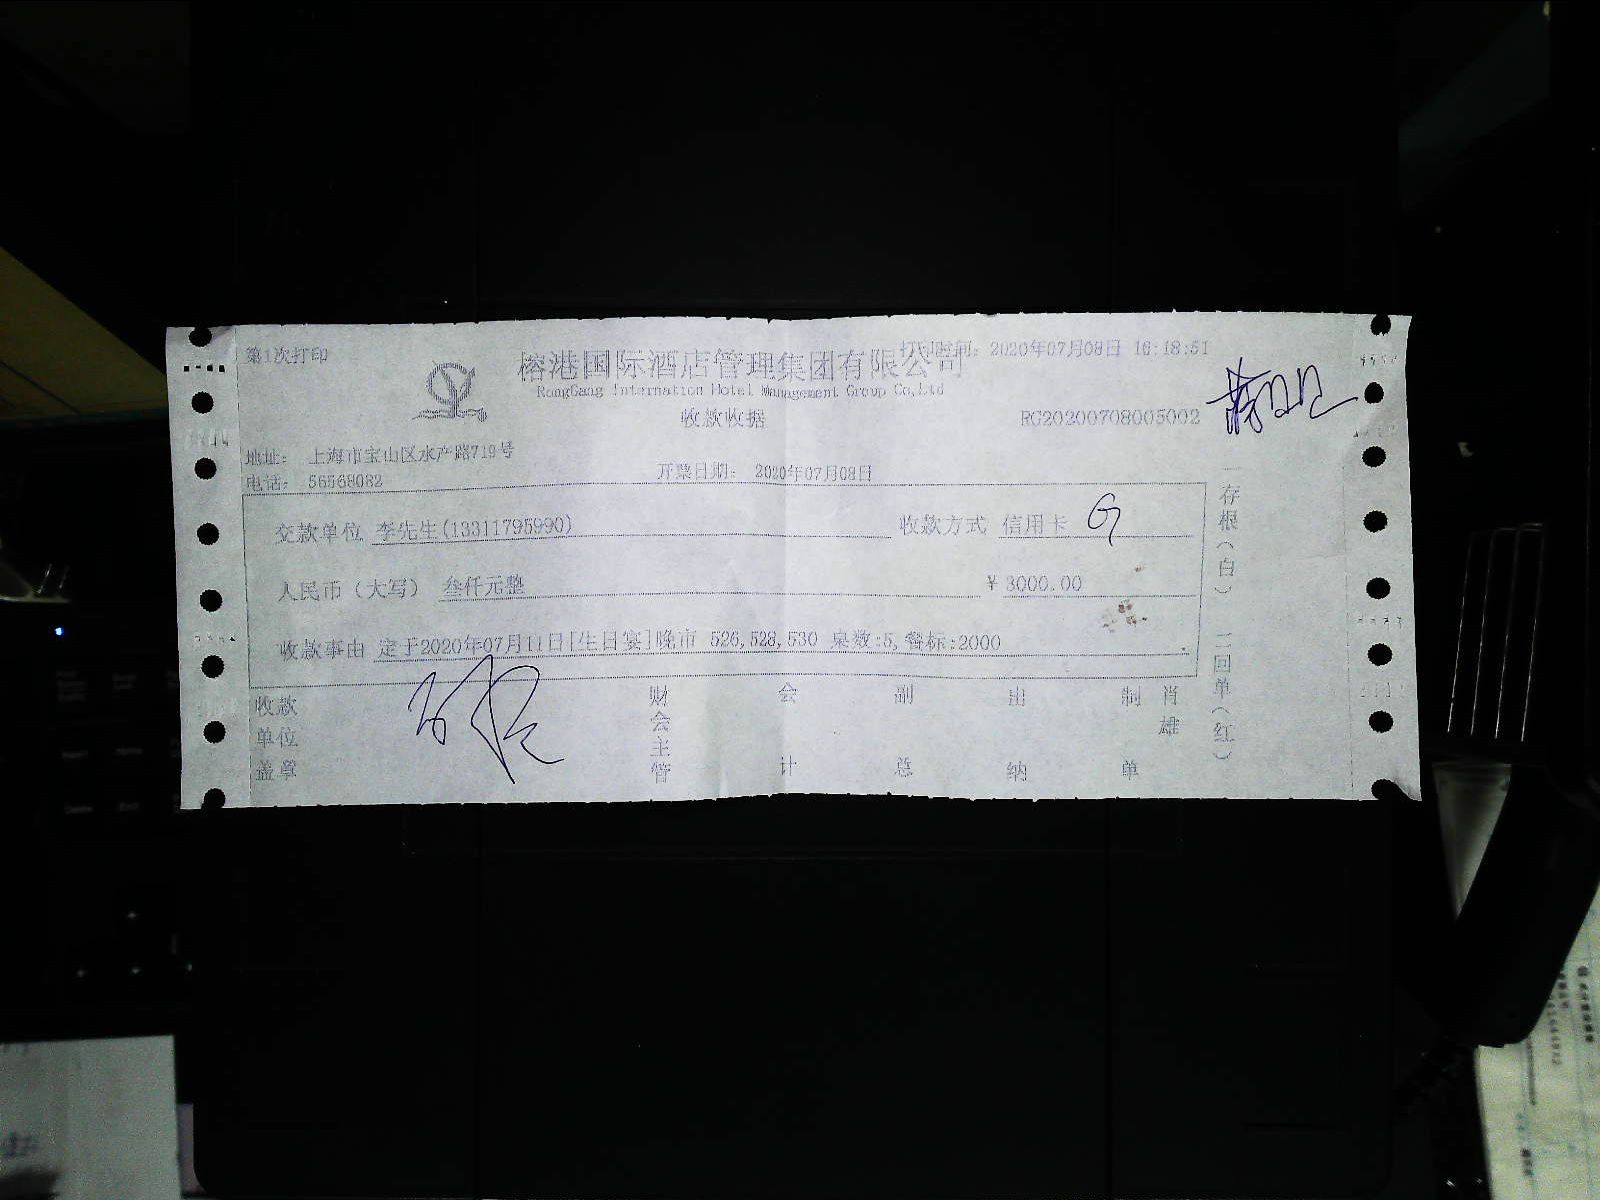 第1次打印
打印时间: 2020年07月08日 16:18:51
榕港国际酒店管理集团有限公司
RongGang Internation Hotel Management Group Co,Ltd
收款收据
RG20200708005002
地址: 上海市宝山区水产路719号
电话: 56568082
开票日期: 2020年07月08日
交款单位 李先生(13311795990)
收款方式 信用卡
人民币（大写） 叁仟元整
¥ 3000.00
收款事由 定于2020年07月11日[生日宴]晚市 526,528,530 桌数:5,餐标:2000
收款单位盖章
财会主管
会计
副总
出纳
制单
肖雄
一存根（白） 二回单（红）